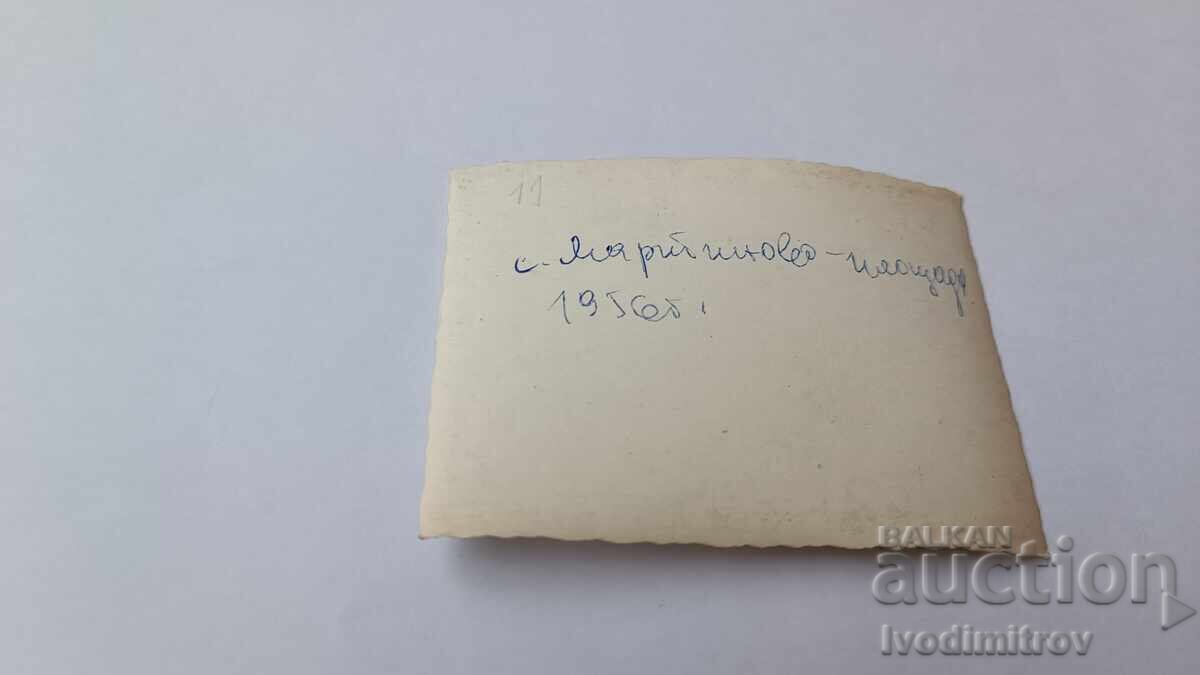 11
с. Мартиново - площада
1956 г.
BALKAN
auction
Ivodimitrov